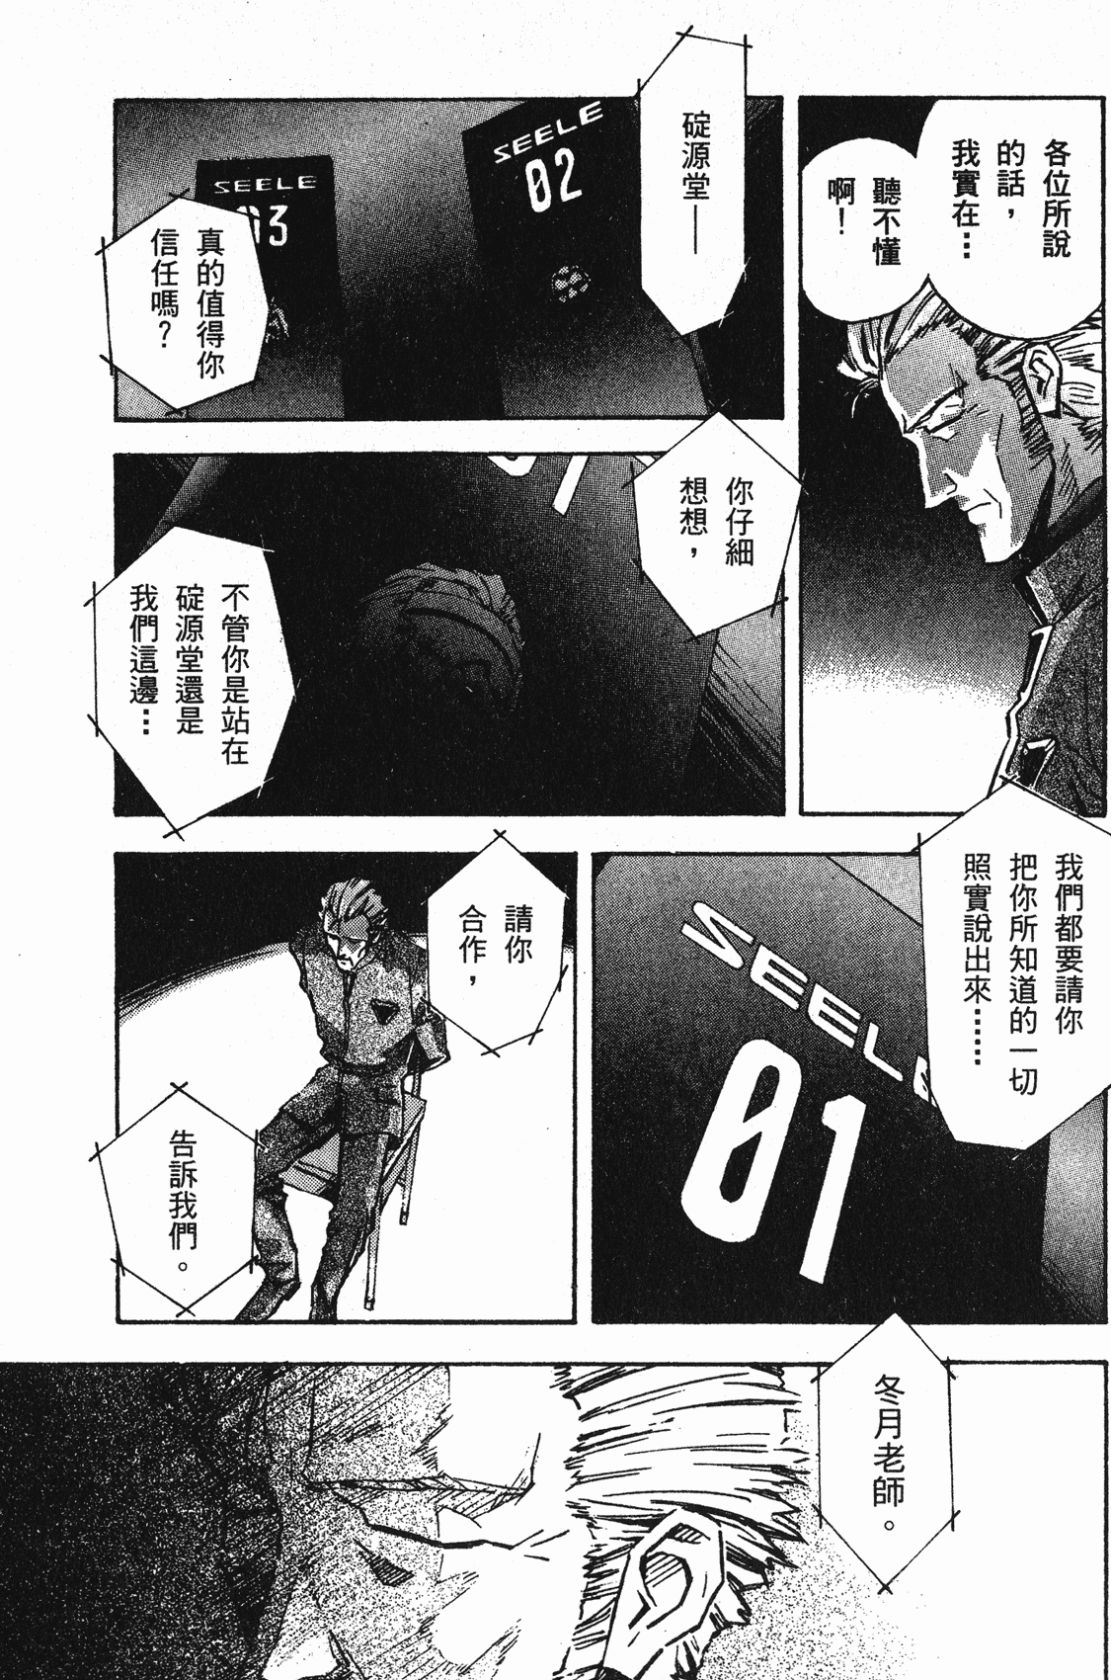 各位所說
的話，
我實在…
聽不懂
啊！
碇源堂——
SEELE
02
SEELE
03
真的值得你
信任嗎？
你仔細
想想，
01
不管你是站在
碇源堂還是
我們這邊…
我們都要請你
把你所知道的一切
照實說出來……
SEELE
01
請你
合作，
告訴我們。
冬月老師。